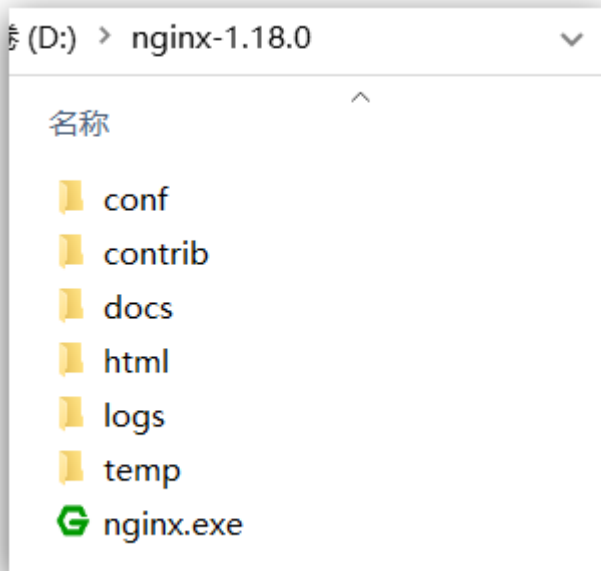 (D:) > nginx-1.18.0
名称
conf
contrib
docs
html
logs
temp
nginx.exe